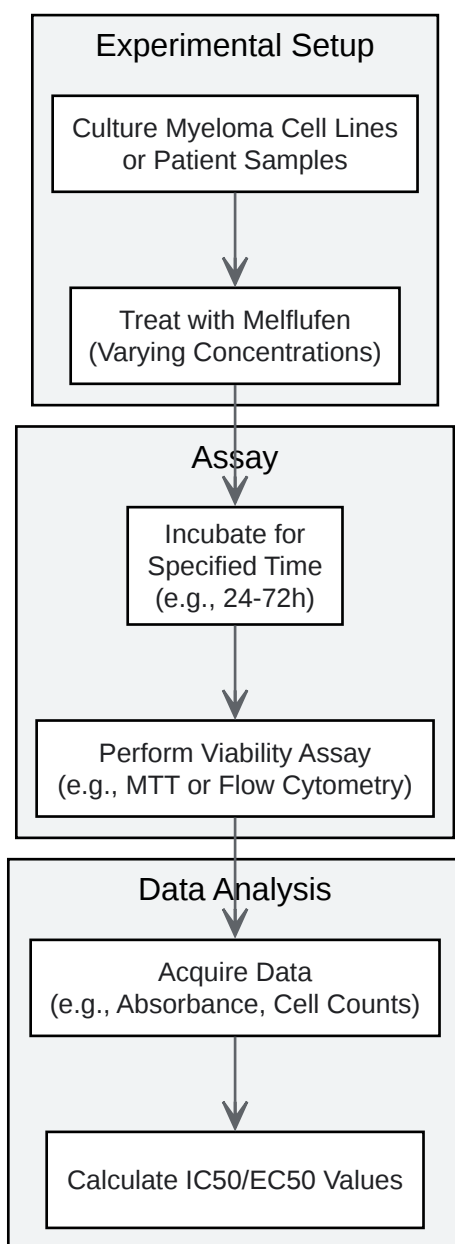 Experimental Setup
Culture Myeloma Cell Lines
or Patient Samples
Treat with Melflufen
(Varying Concentrations)
Assay
Incubate for
Specified Time
(e.g., 24-72h)
Perform Viability Assay
(e.g., MTT or Flow Cytometry)
Data Analysis
Acquire Data
(e.g., Absorbance, Cell Counts)
Calculate IC50/EC50 Values